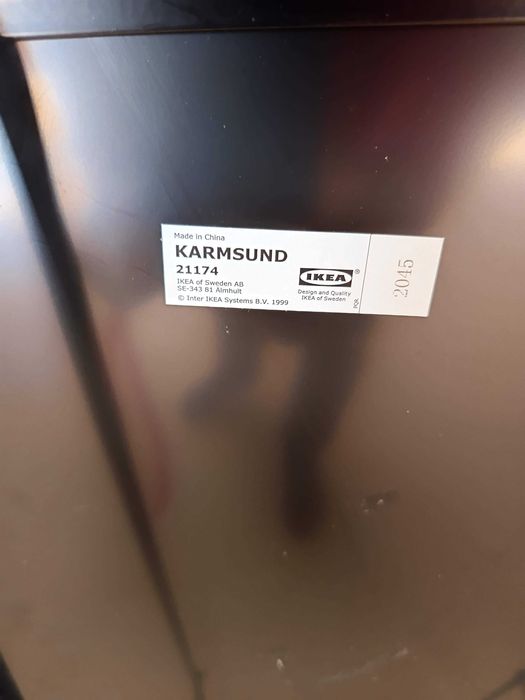 Made in China
KARMSUND
21174
IKEA of Sweden AB
SE-343 81 Älmhult
© Inter IKEA Systems B.V. 1999
IKEA ®
Design and Quality
IKEA of Sweden
PQR
2045